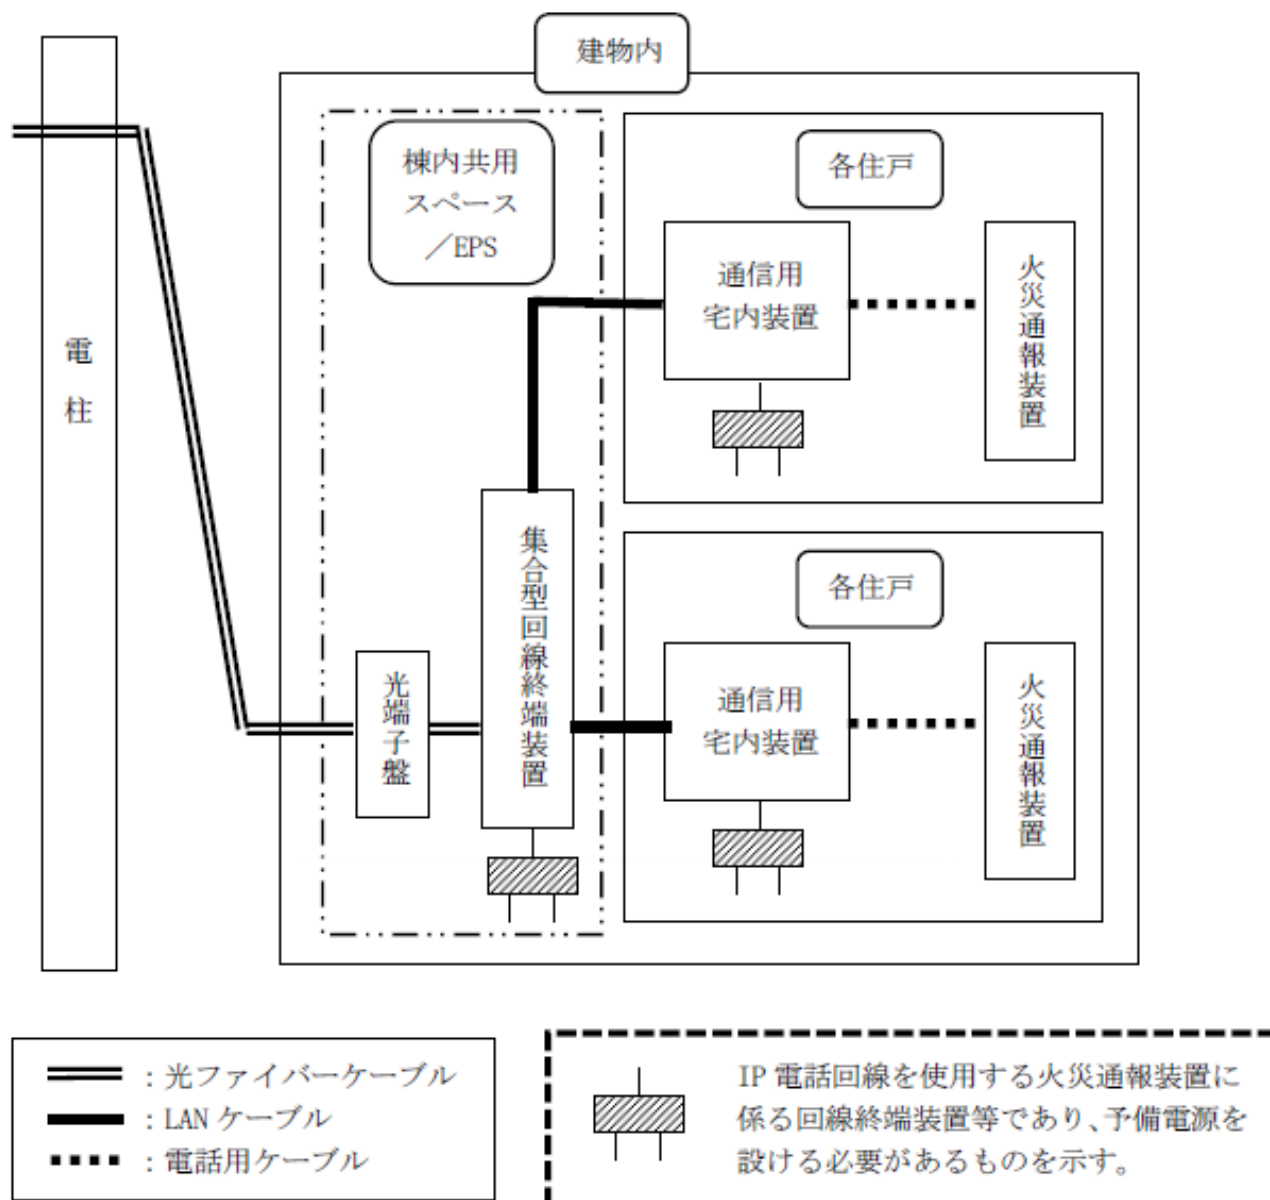 建物内
棟内共用
スペース
／EPS
各住戸
通信用
宅内装置
火災通報装置
電柱
集合型回線終端装置
光端子盤
各住戸
通信用
宅内装置
火災通報装置
：光ファイバーケーブル
：LAN ケーブル
：電話用ケーブル
IP 電話回線を使用する火災通報装置に
係る回線終端装置等であり、予備電源を
設ける必要があるものを示す。